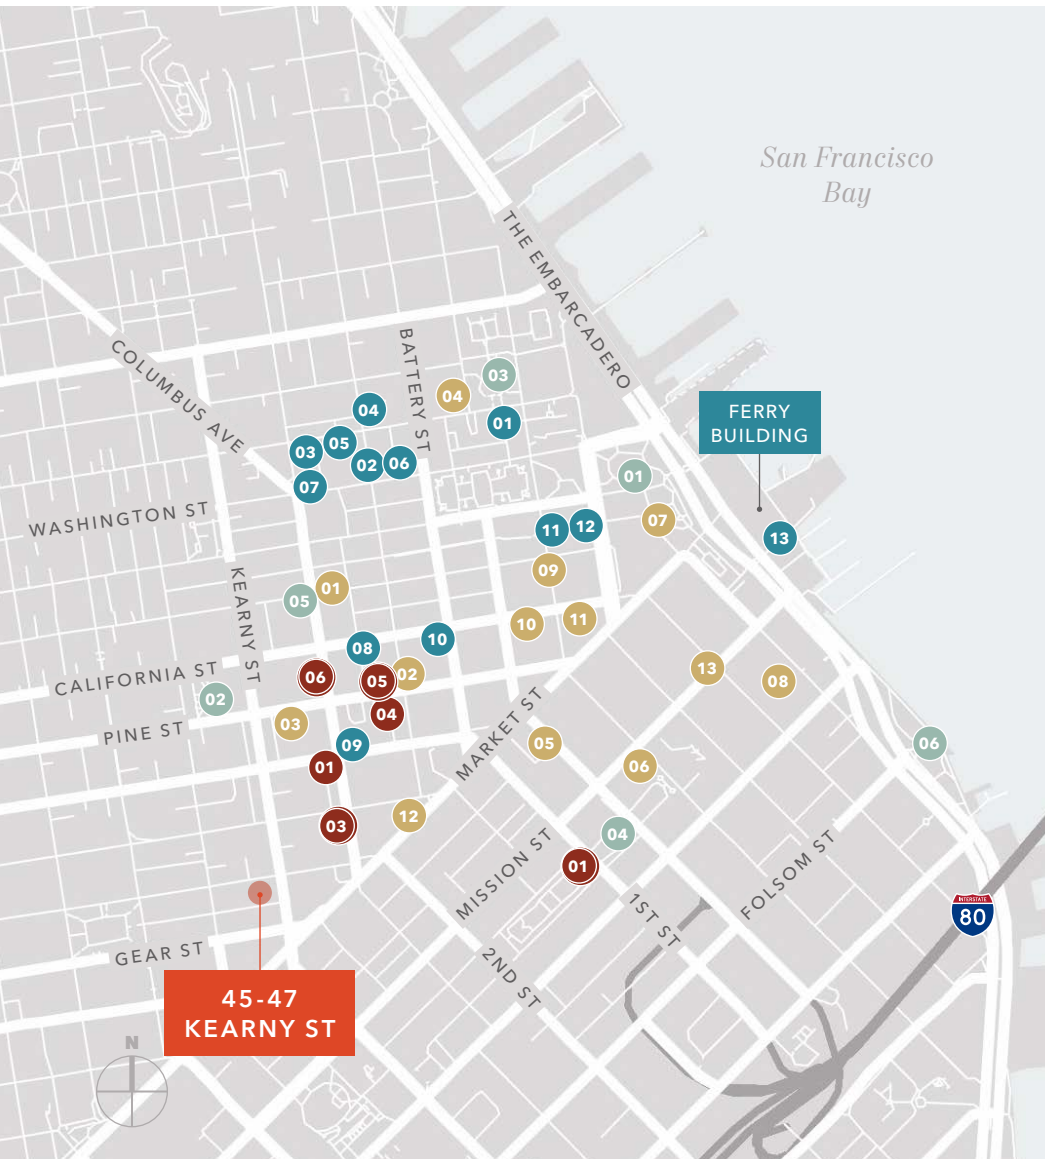 San Francisco
Bay
THE EMBARCADERO
BATTERY ST
COLUMBUS AVE
03
04
04
01
05
03
02
06
07
FERRY
BUILDING
01
WASHINGTON ST
07
11
12
13
09
KEARNY ST
01
05
10
11
10
08
CALIFORNIA ST
06
05
02
13
08
02
04
03
PINE ST
MARKET ST
09
05
06
06
01
12
03
04
MISSION ST
01
FOLSOM ST
1ST ST
INTERSTATE
80
GEAR ST
2ND ST
45-47
KEARNY ST
N